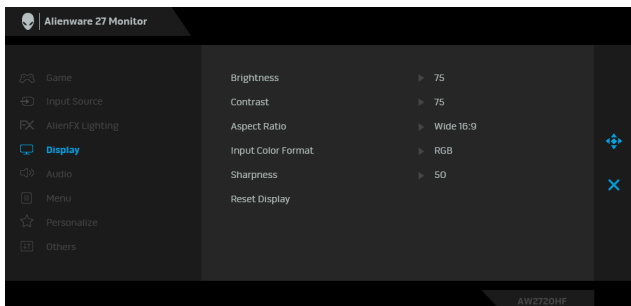 Alienware 27 Monitor
Game
Input Source
AlienFX Lighting
Display
Audio
Menu
Personalize
Others
Brightness 75
Contrast 75
Aspect Ratio Wide 16:9
Input Color Format RGB
Sharpness 50
Reset Display
AW2720HF